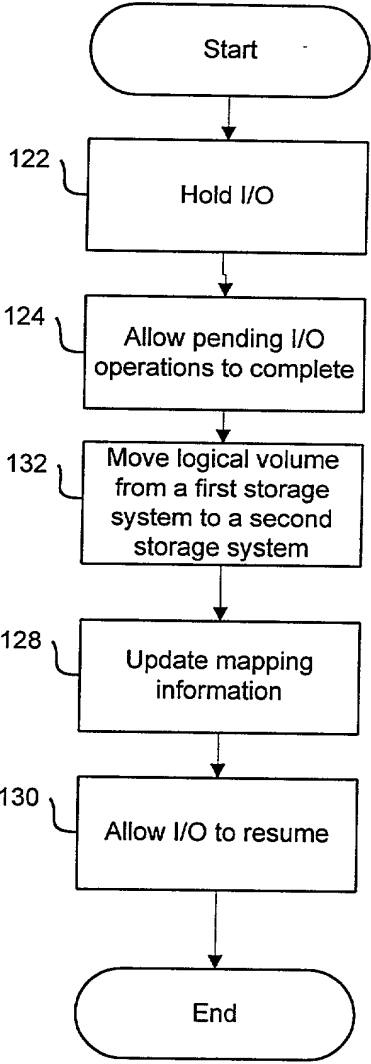 Start
122
Hold I/O
124
Allow pending I/O
operations to complete
132
Move logical volume
from a first storage
system to a second
storage system
128
Update mapping
information
130
Allow I/O to resume
End